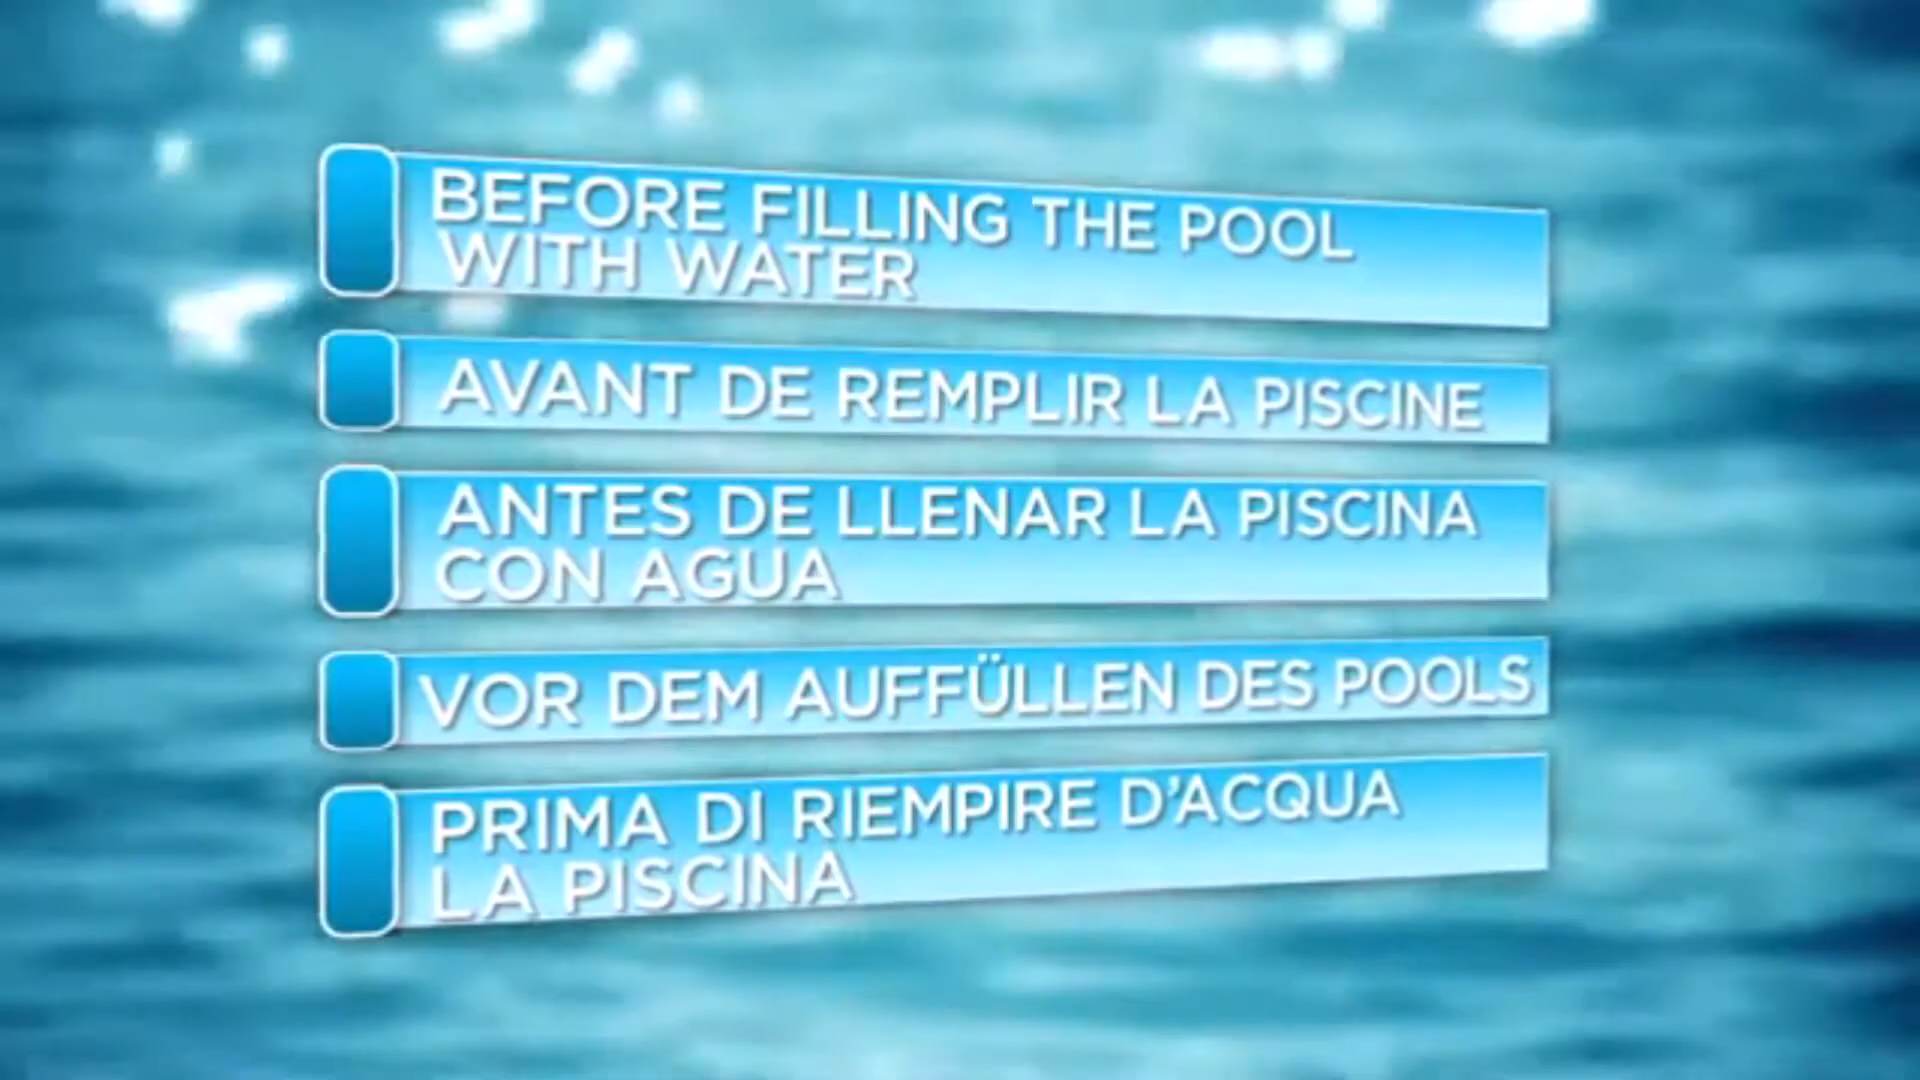 BEFORE FILLING THE POOL
WITH WATER
AVANT DE REMPLIR LA PISCINE
ANTES DE LLENAR LA PISCINA
CON AGUA
VOR DEM AUFFÜLLEN DES POOLS
PRIMA DI RIEMPIRE D'ACQUA
LA PISCINA